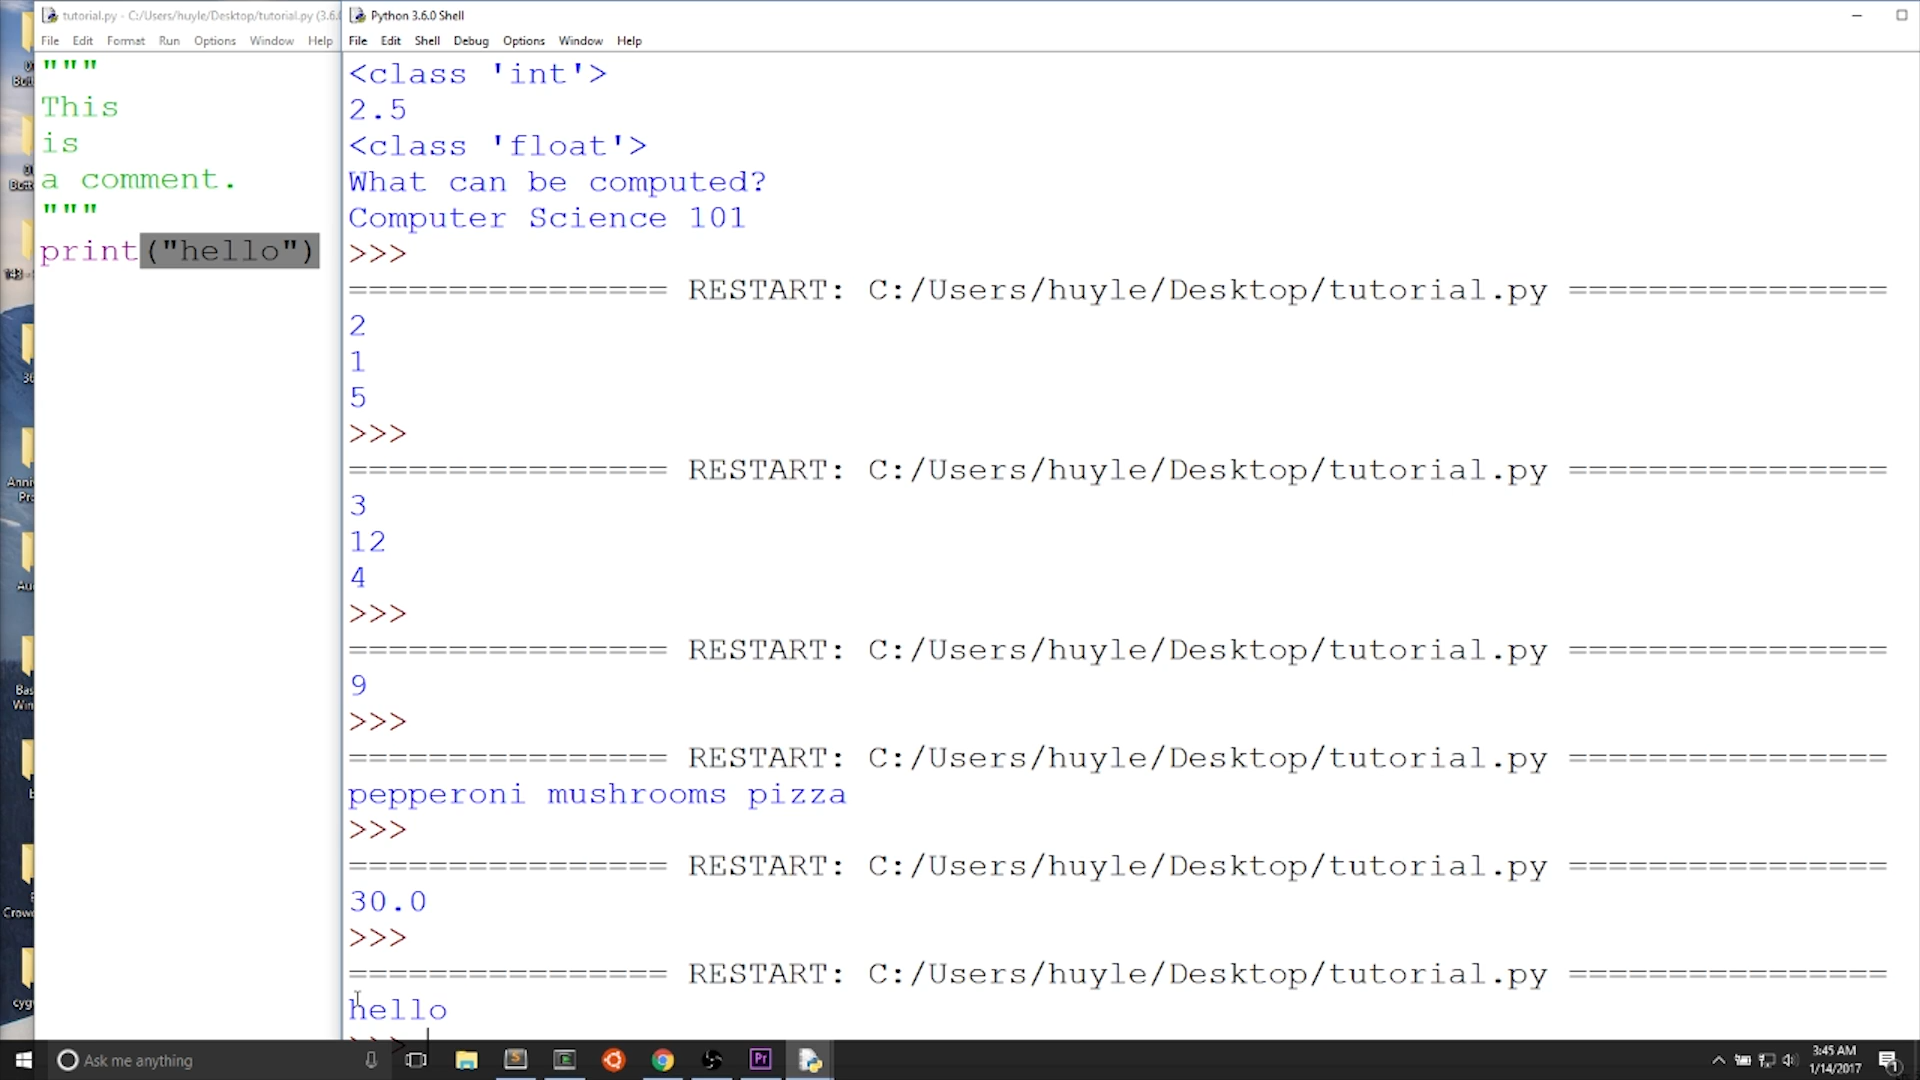 tutorial.py - C:/Users/huyle/Desktop/tutorial.py (3.6.
File Edit Format Run Options Window Help
"""
This
is
a comment.
"""
print("hello")
Python 3.6.0 Shell
File Edit Shell Debug Options Window Help
<class 'int'>
2.5
<class 'float'>
What can be computed?
Computer Science 101
>>>
================ RESTART: C:/Users/huyle/Desktop/tutorial.py ================
2
1
5
>>>
================ RESTART: C:/Users/huyle/Desktop/tutorial.py ================
3
12
4
>>>
================ RESTART: C:/Users/huyle/Desktop/tutorial.py ================
9
>>>
================ RESTART: C:/Users/huyle/Desktop/tutorial.py ================
pepperoni mushrooms pizza
>>>
================ RESTART: C:/Users/huyle/Desktop/tutorial.py ================
30.0
>>>
================ RESTART: C:/Users/huyle/Desktop/tutorial.py ================
hello
>>>
Ask me anything
Pr
3:45 AM
1/14/2017
1